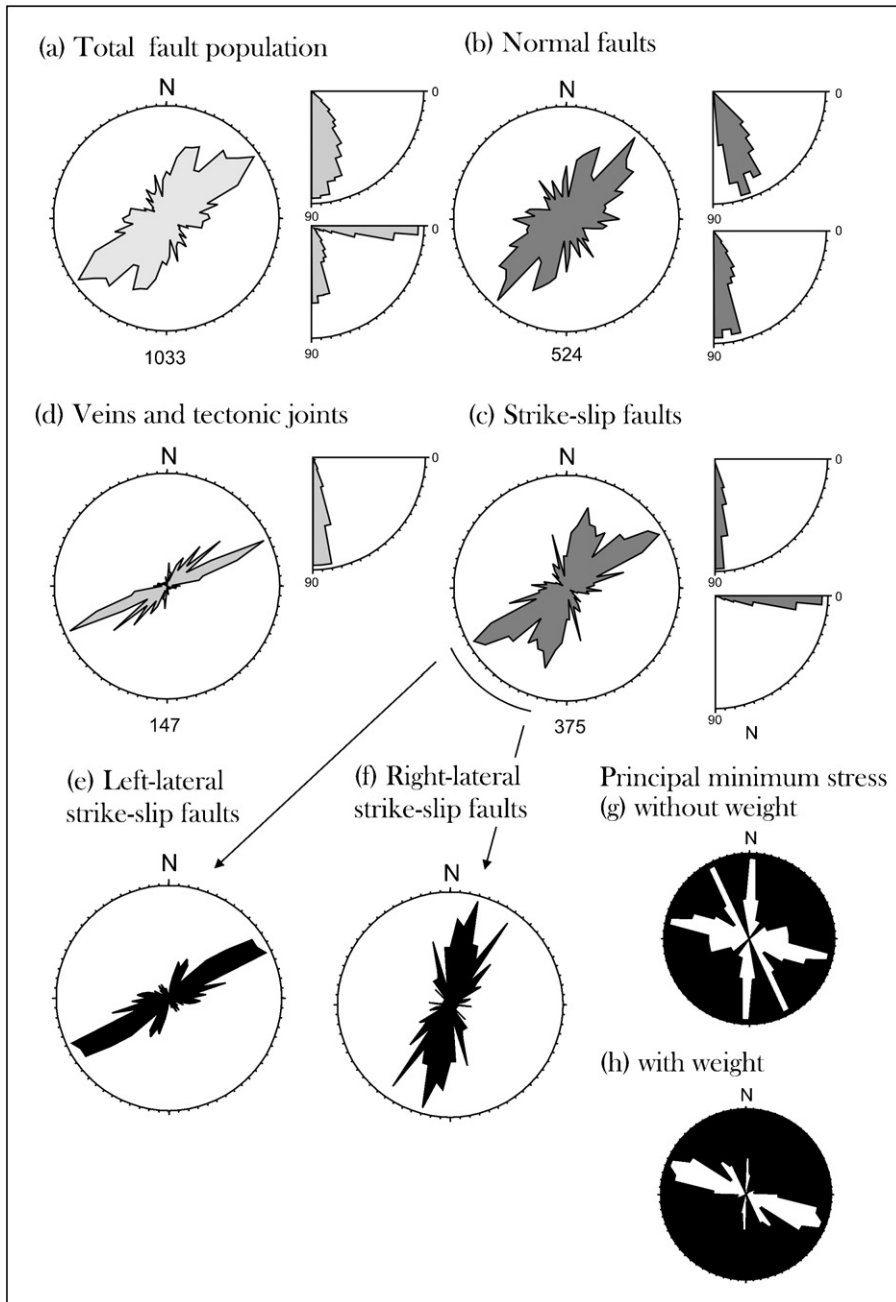 (a) Total fault population
N
0
90
0
90
1033
(b) Normal faults
N
0
90
0
90
524
(d) Veins and tectonic joints
N
0
90
147
(c) Strike-slip faults
N
0
90
0
90
N
375
(e) Left-lateral
strike-slip faults
N
(f) Right-lateral
strike-slip faults
N
Principal minimum stress
(g) without weight
N
(h) with weight
N